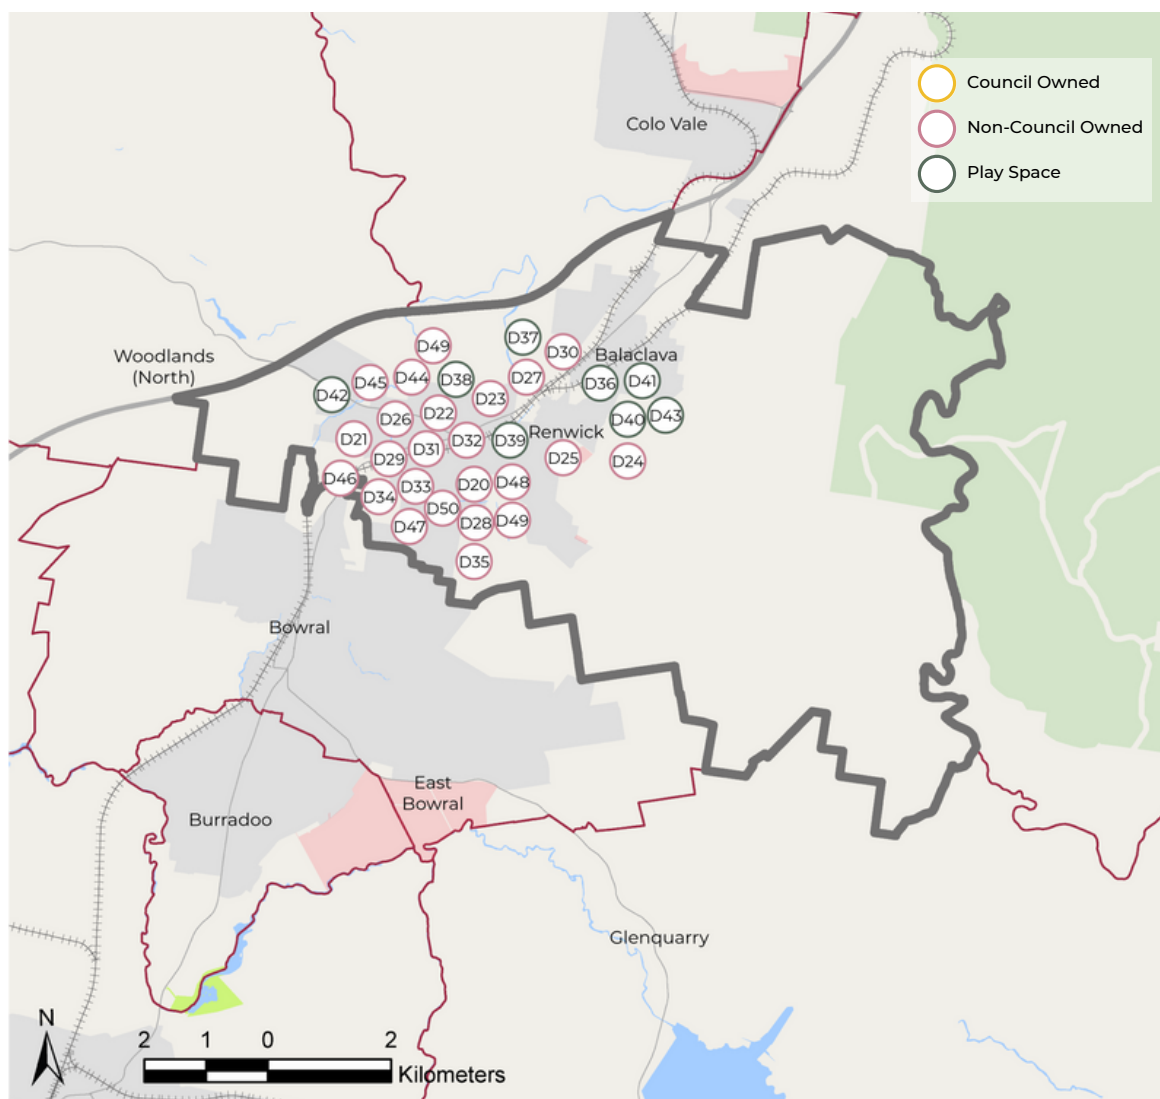 Council Owned
Non-Council Owned
Play Space
Colo Vale
Woodlands
(North)
Balaclava
Renwick
D49
D37
D30
D45
D44
D38
D27
D36
D41
D42
D23
D26
D22
D40
D43
D21
D31
D32
D39
D29
D25
D24
D46
D34
D33
D20
D48
D50
D47
D28
D49
D35
Bowral
East
Bowral
Burradoo
Glenquarry
N
2 1 0 2
Kilometers